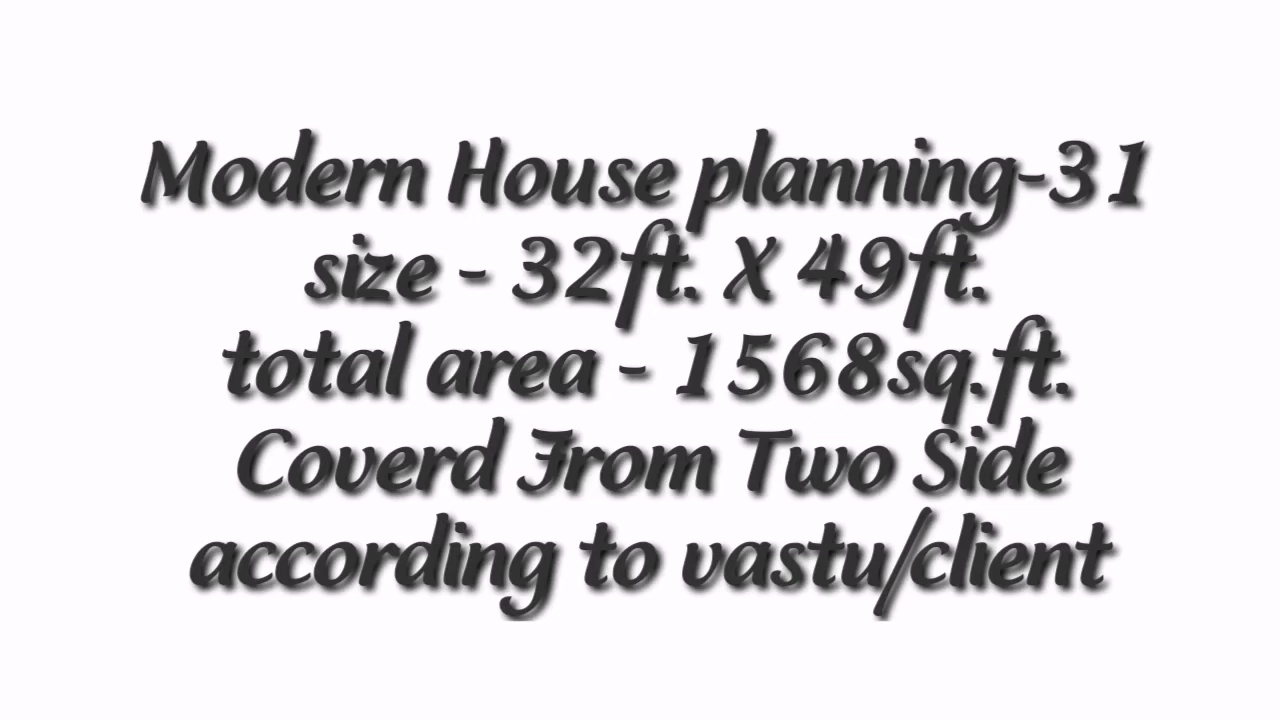 Modern House planning-31
size - 32ft. X 49ft.
total area - 1568sq.ft.
Coverd From Two Side
according to vastu/client